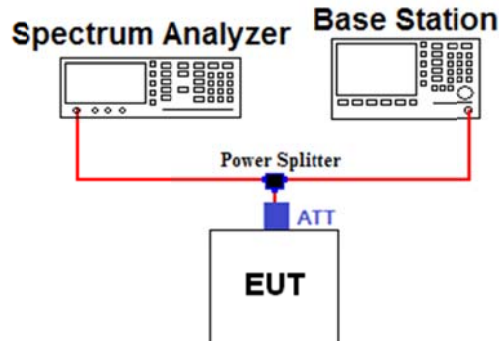 Spectrum Analyzer
Base Station
Power Splitter
ATT
EUT